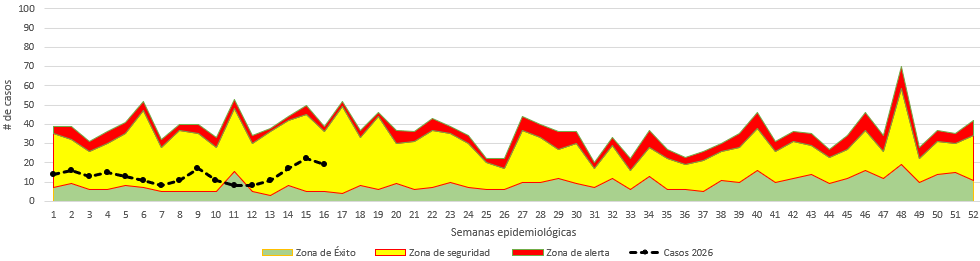 100
90
80
70
60
50
40
30
20
10
0
# de casos
1 2 3 4 5 6 7 8 9 10 11 12 13 14 15 16 17 18 19 20 21 22 23 24 25 26 27 28 29 30 31 32 33 34 35 36 37 38 39 40 41 42 43 44 45 46 47 48 49 50 51 52
Semanas epidemiológicas
Zona de Éxito Zona de seguridad Zona de alerta Casos 2026